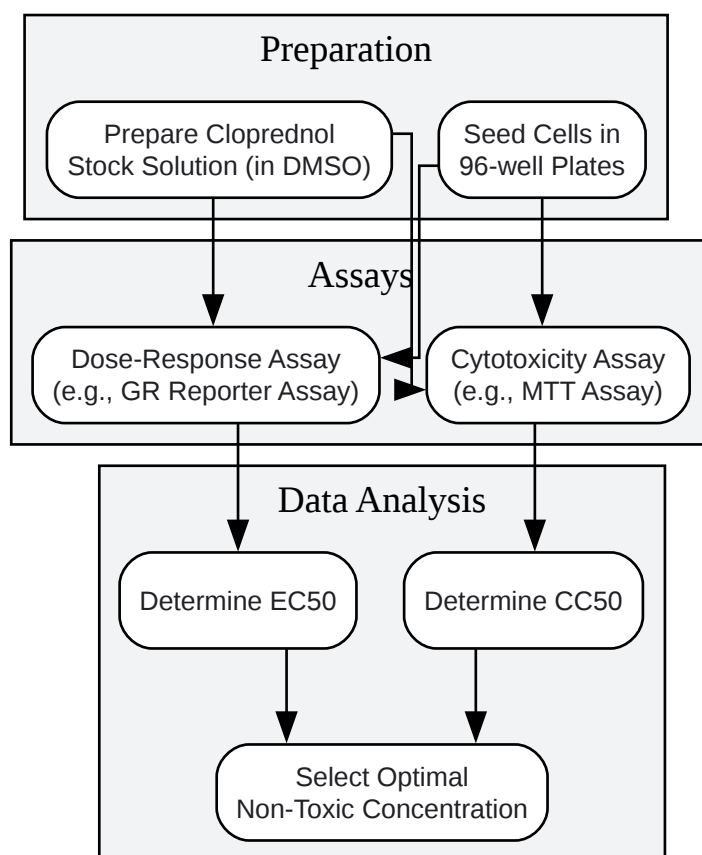 Preparation
Prepare Cloprednol
Stock Solution (in DMSO)
Seed Cells in
96-well Plates
Assays
Dose-Response Assay
(e.g., GR Reporter Assay)
Cytotoxicity Assay
(e.g., MTT Assay)
Data Analysis
Determine EC50
Determine CC50
Select Optimal
Non-Toxic Concentration